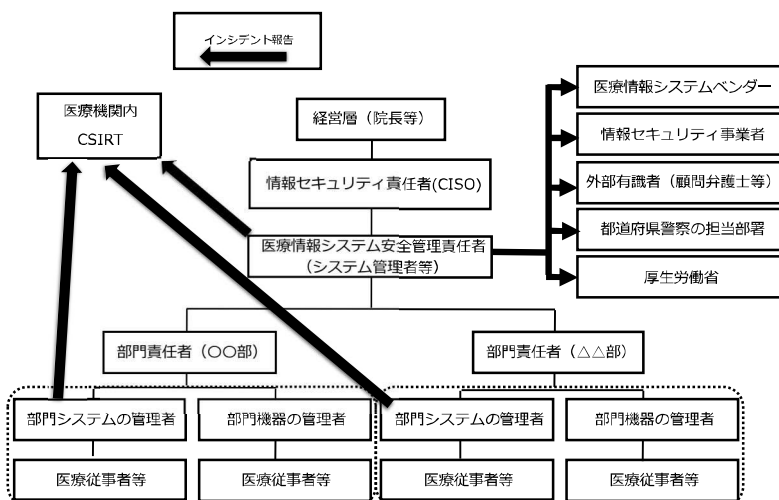 インシデント報告
医療機関内
CSIRT
経営層（院長等）
情報セキュリティ責任者(CISO)
医療情報システム安全管理責任者
（システム管理者等）
医療情報システムベンダー
情報セキュリティ事業者
外部有識者（顧問弁護士等）
都道府県警察の担当部署
厚生労働省
部門責任者（〇〇部）
部門責任者（△△部）
部門システムの管理者
部門機器の管理者
部門システムの管理者
部門機器の管理者
医療従事者等
医療従事者等
医療従事者等
医療従事者等